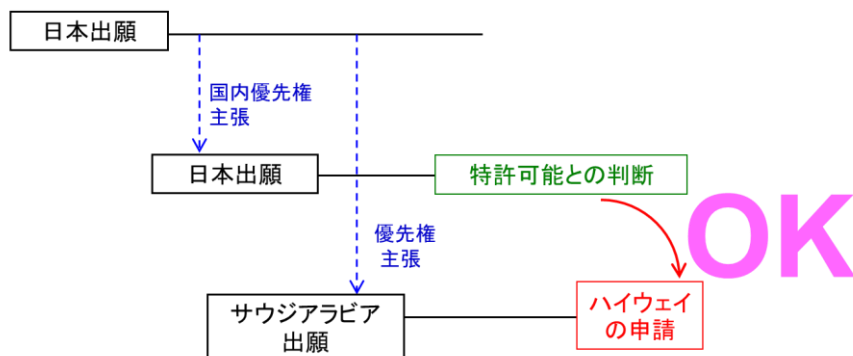 日本出願
国内優先権
主張
日本出願
特許可能との判断
OK
優先権
主張
サウジアラビア
出願
ハイウェイ
の申請